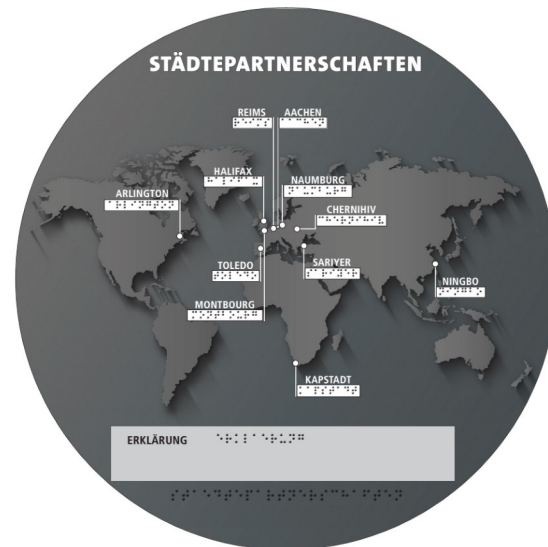 STÄDTEPARTNERSCHAFTEN
REIMS
AACHEN
HALIFAX
NAUMBURG
ARLINGTON
CHERNIHIV
TOLEDO
SARIYER
NINGBO
MONTBOURG
KAPSTADT
ERKLÄRUNG